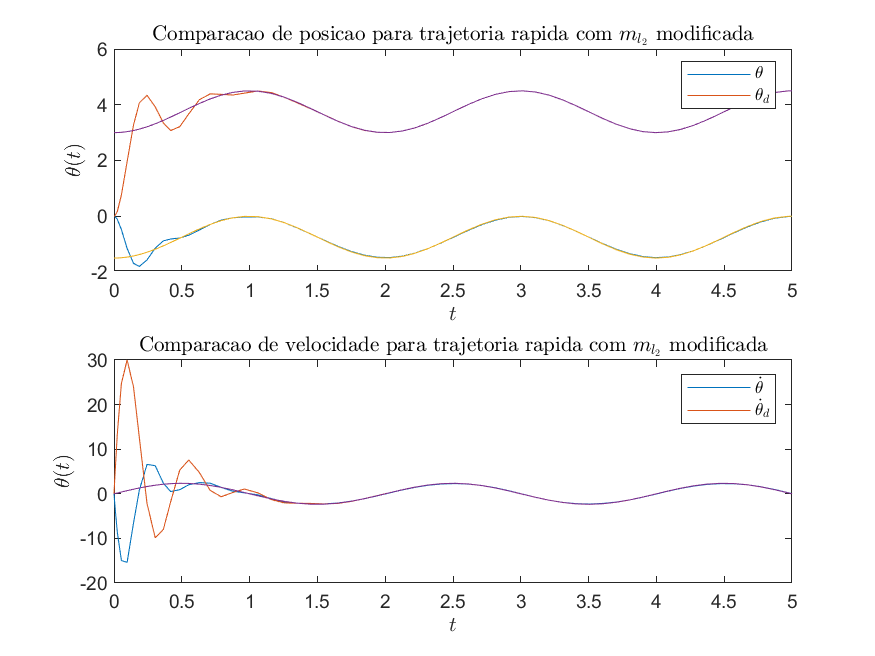 Comparacao de posicao para trajetoria rapida com m_{l_2} modificada
6
4
2
0
-2
θ(t)
θ
θ_d
0 0.5 1 1.5 2 2.5 3 3.5 4 4.5 5
t
Comparacao de velocidade para trajetoria rapida com m_{l_2} modificada
30
20
10
0
-10
-20
θ̇(t)
θ̇
θ̇_d
0 0.5 1 1.5 2 2.5 3 3.5 4 4.5 5
t